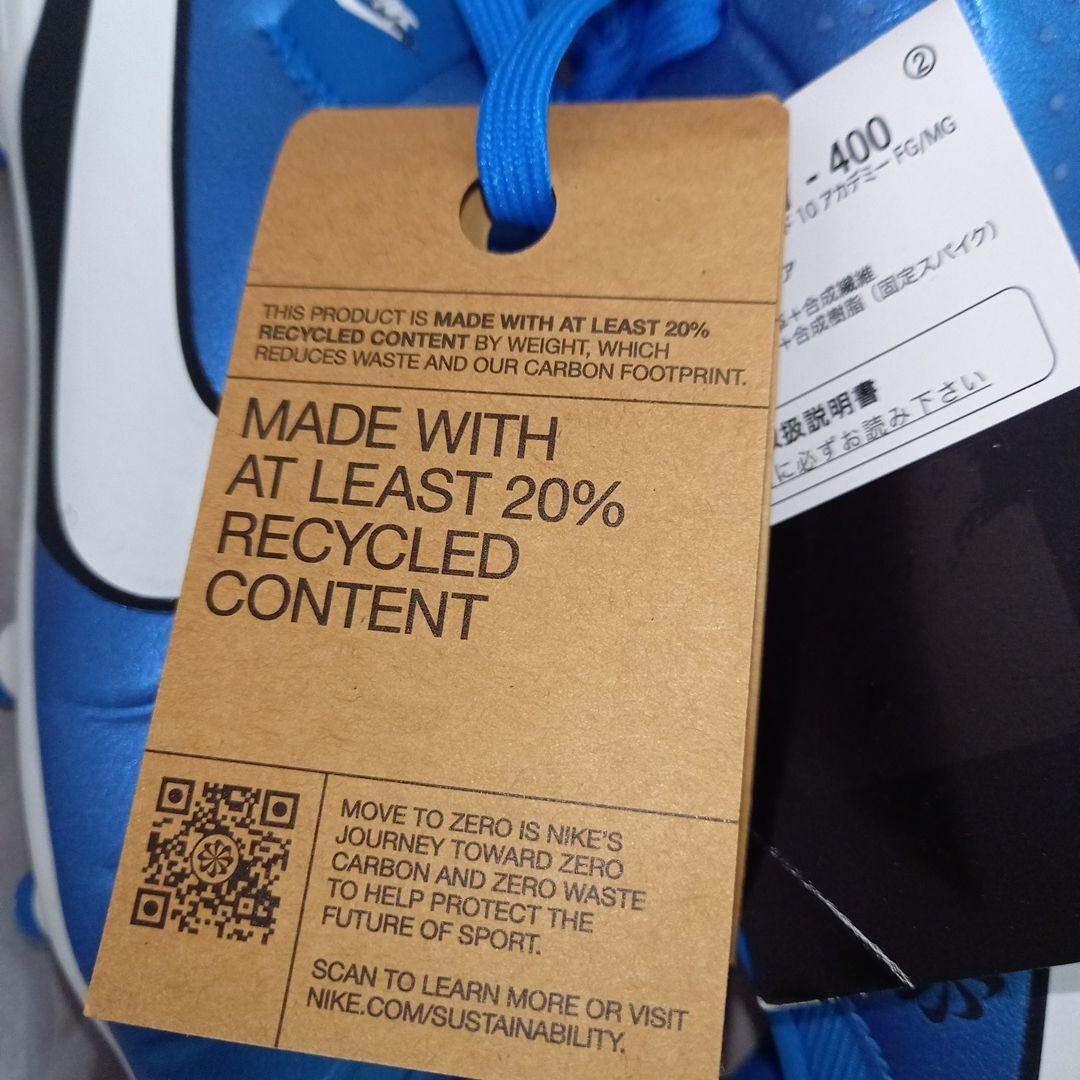 THIS PRODUCT IS MADE WITH AT LEAST 20%
RECYCLED CONTENT BY WEIGHT, WHICH
REDUCES WASTE AND OUR CARBON FOOTPRINT.
MADE WITH
AT LEAST 20%
RECYCLED
CONTENT
MOVE TO ZERO IS NIKE'S
JOURNEY TOWARD ZERO
CARBON AND ZERO WASTE
TO HELP PROTECT THE
FUTURE OF SPORT.
SCAN TO LEARN MORE OR VISIT
NIKE.COM/SUSTAINABILITY.
②
- 400
10 アカデミー FG/MG
+合成繊維
+合成樹脂（固定スパイク）
扱説明書
に必ずお読み下さい